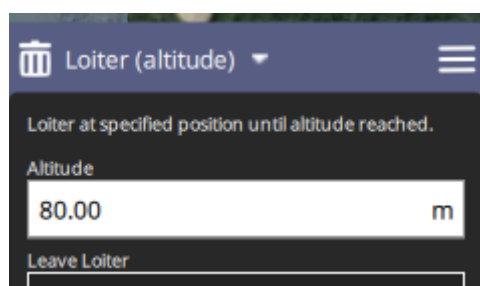 Loiter (altitude)
Loiter at specified position until altitude reached.
Altitude
80.00 m
Leave Loiter